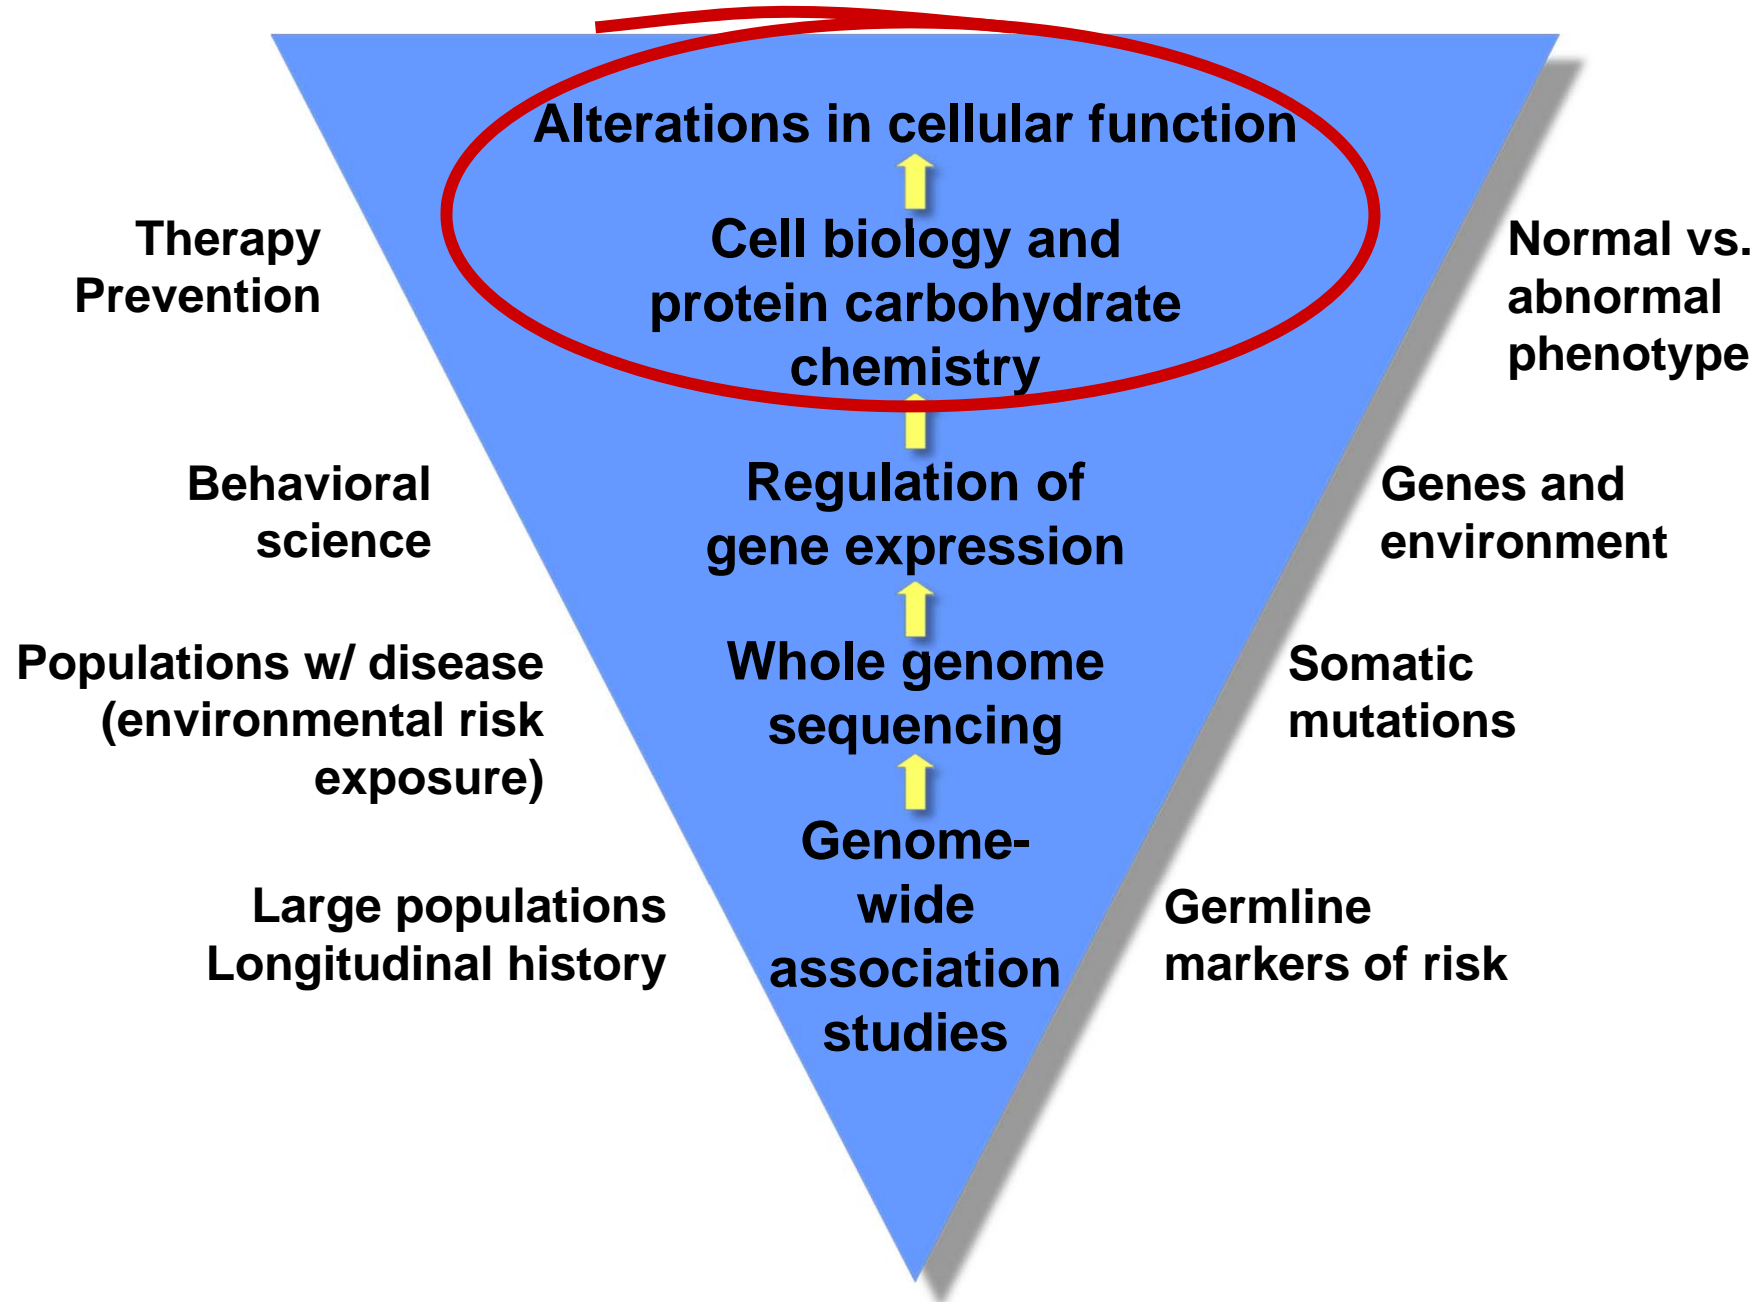 Alterations in cellular function
Therapy
Prevention
Cell biology and
protein carbohydrate
chemistry
Normal vs.
abnormal
phenotype
Behavioral
science
Regulation of
gene expression
Genes and
environment
Populations w/ disease
(environmental risk
exposure)
Whole genome
sequencing
Somatic
mutations
Large populations
Longitudinal history
Genome-
wide
association
studies
Germline
markers of risk